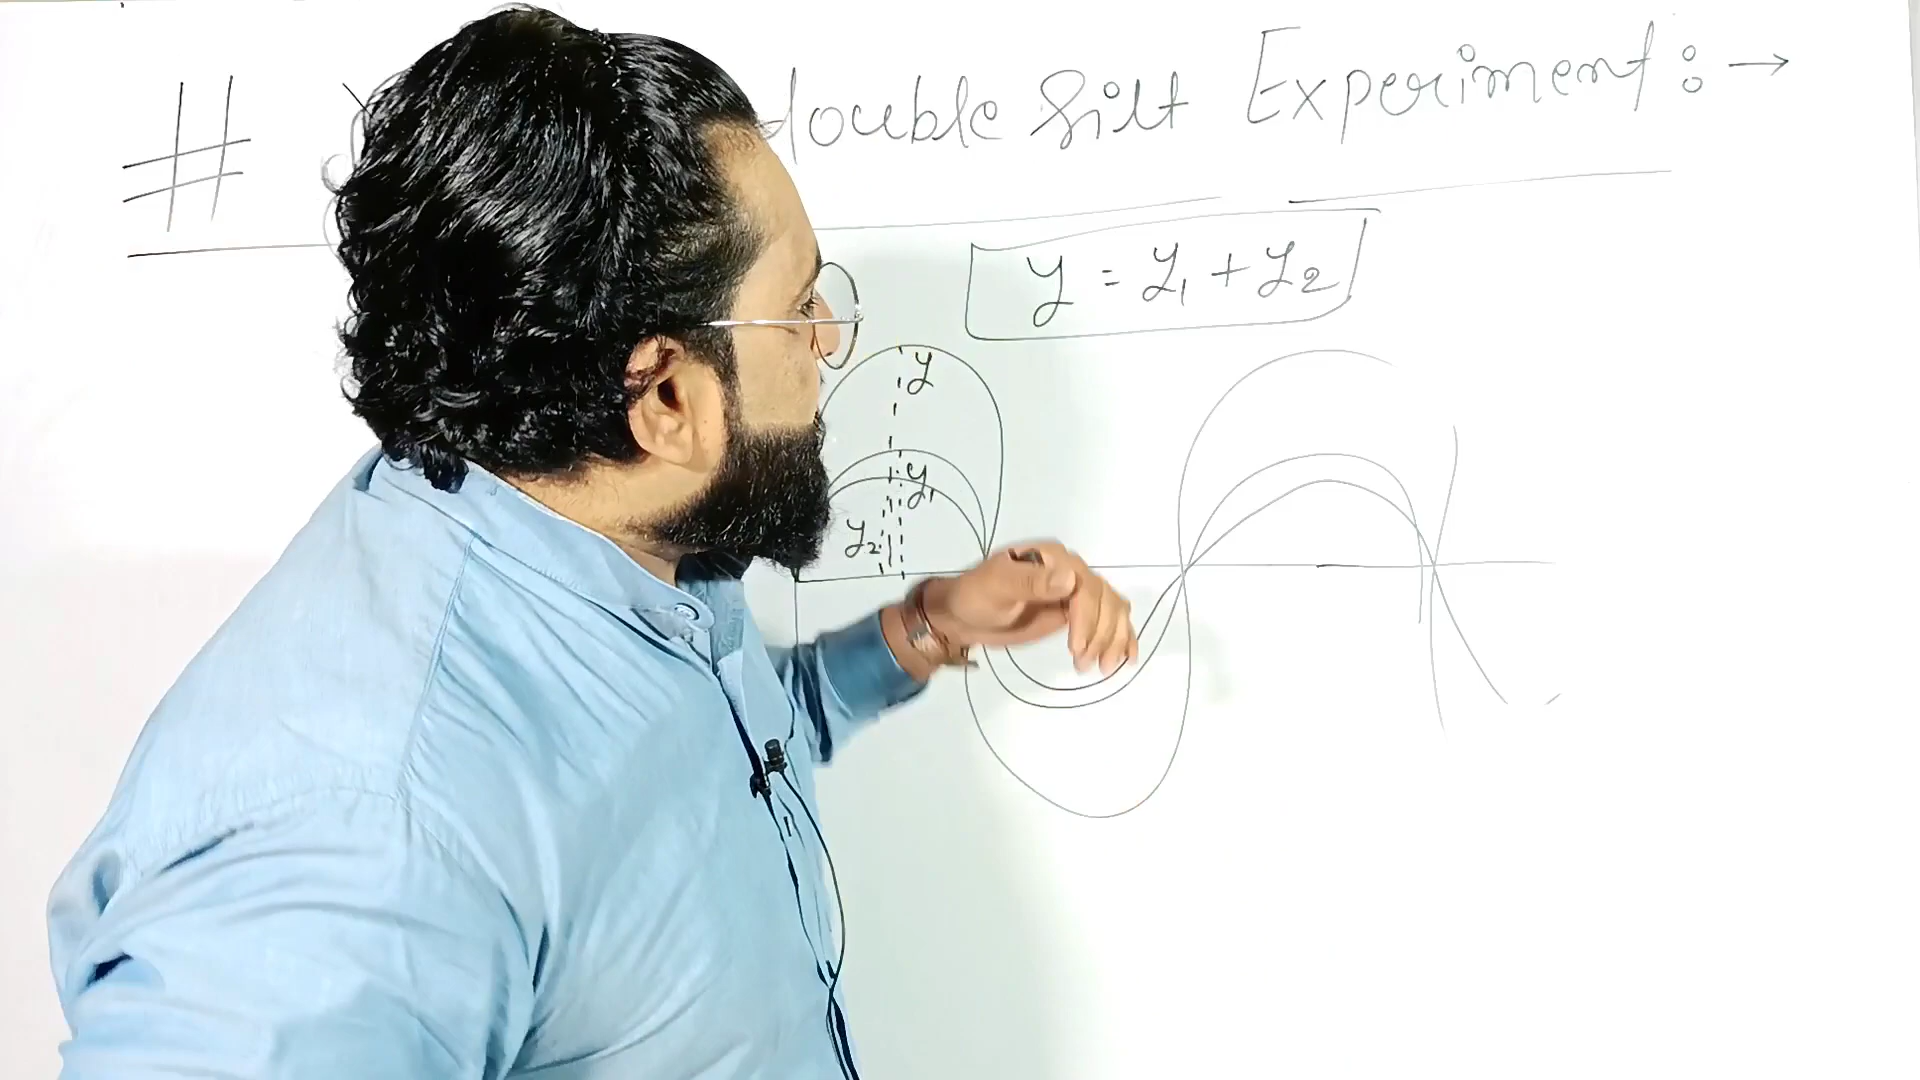 # double Silt Experiment : →
y = y₁ + y₂
y
y₁
y₂